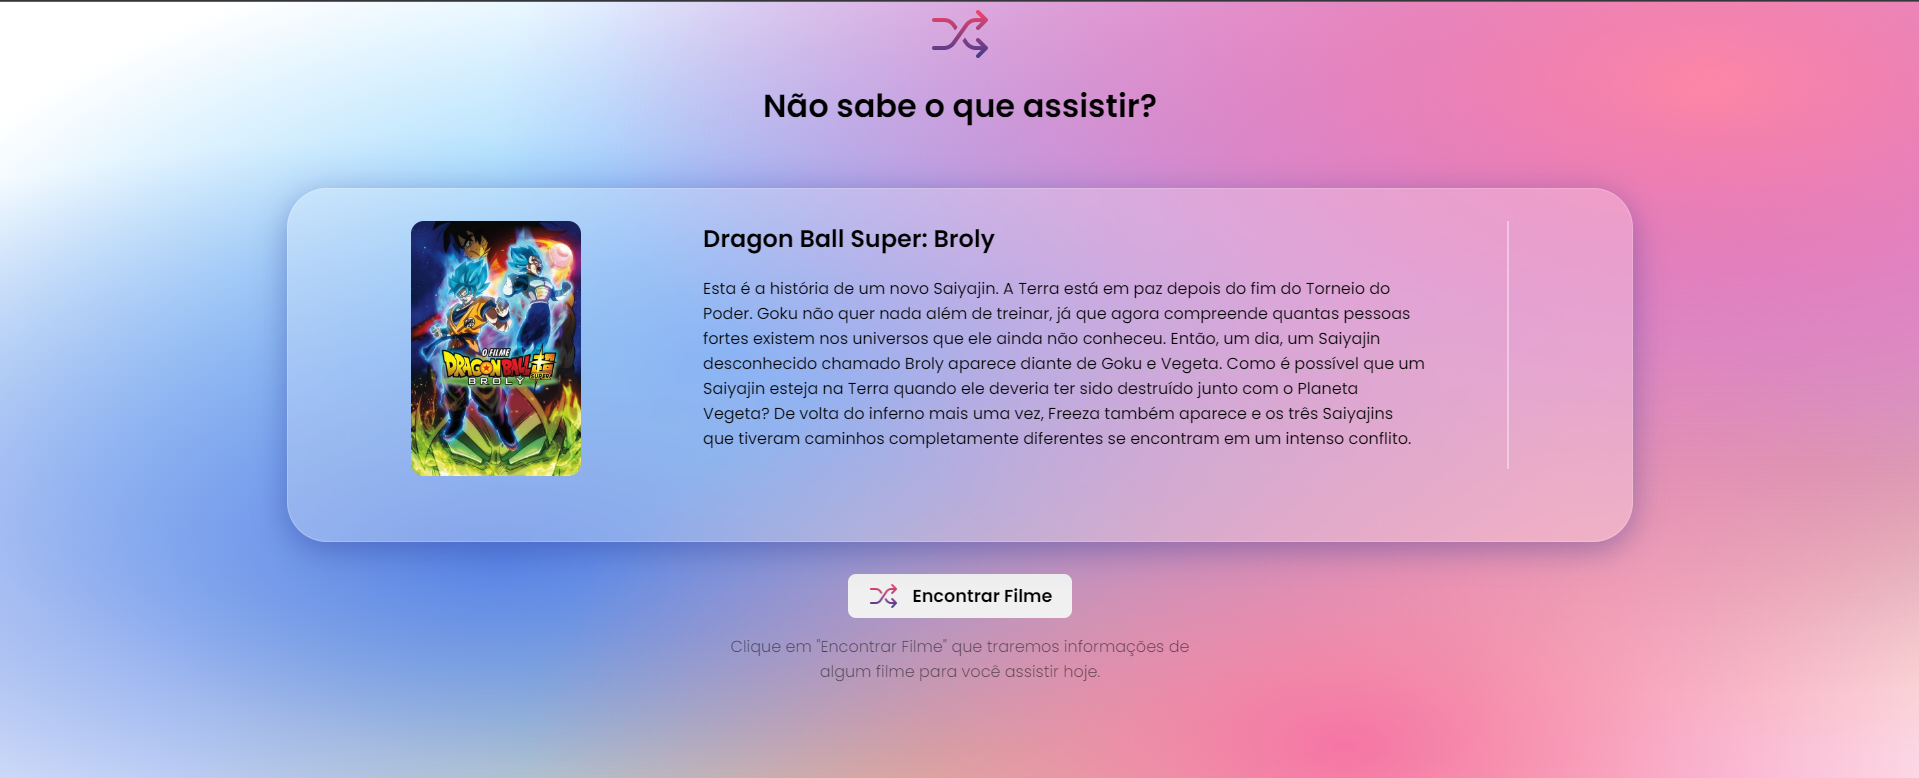 Não sabe o que assistir?
Dragon Ball Super: Broly
Esta é a história de um novo Saiyajin. A Terra está em paz depois do fim do Torneio do
Poder. Goku não quer nada além de treinar, já que agora compreende quantas pessoas
fortes existem nos universos que ele ainda não conheceu. Então, um dia, um Saiyajin
desconhecido chamado Broly aparece diante de Goku e Vegeta. Como é possível que um
Saiyajin esteja na Terra quando ele deveria ter sido destruído junto com o Planeta
Vegeta? De volta do inferno mais uma vez, Freeza também aparece e os três Saiyajins
que tiveram caminhos completamente diferentes se encontram em um intenso conflito.
O FILME
DRAGON BALL超
SUPER
BROLY
Encontrar Filme
Clique em "Encontrar Filme" que traremos informações de
algum filme para você assistir hoje.